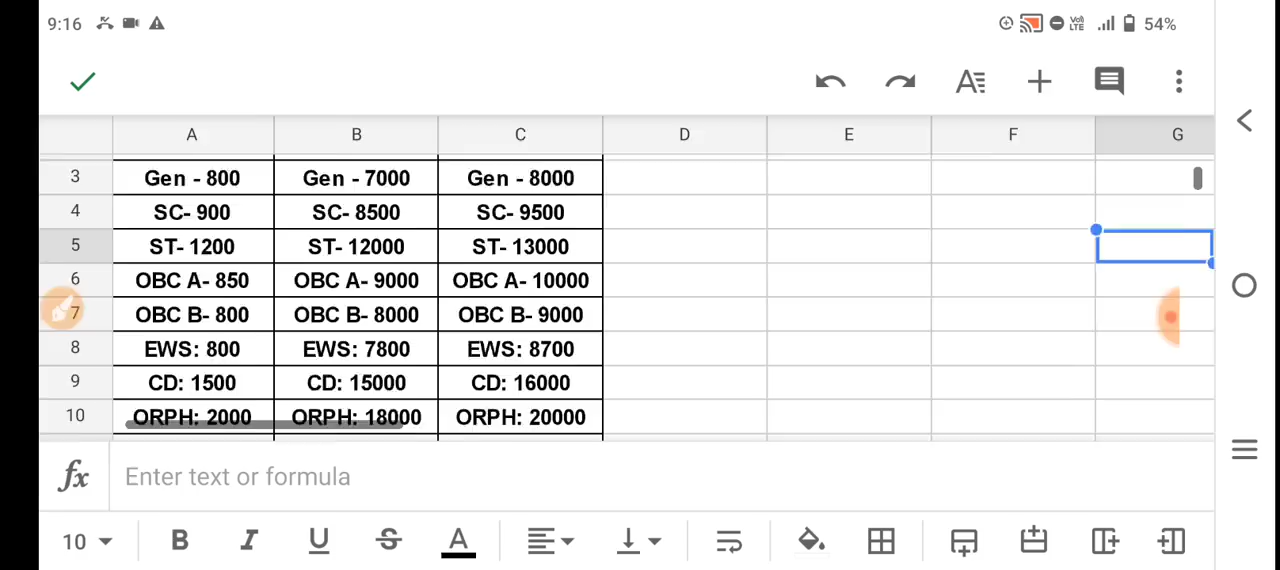 9:16 Vo) LTE 54%
A B C D E F G
3 Gen - 800 Gen - 7000 Gen - 8000
4 SC- 900 SC- 8500 SC- 9500
5 ST- 1200 ST- 12000 ST- 13000
6 OBC A- 850 OBC A- 9000 OBC A- 10000
7 OBC B- 800 OBC B- 8000 OBC B- 9000
8 EWS: 800 EWS: 7800 EWS: 8700
9 CD: 1500 CD: 15000 CD: 16000
10 ORPH: 2000 ORPH: 18000 ORPH: 20000
fx Enter text or formula
10 B I U S A